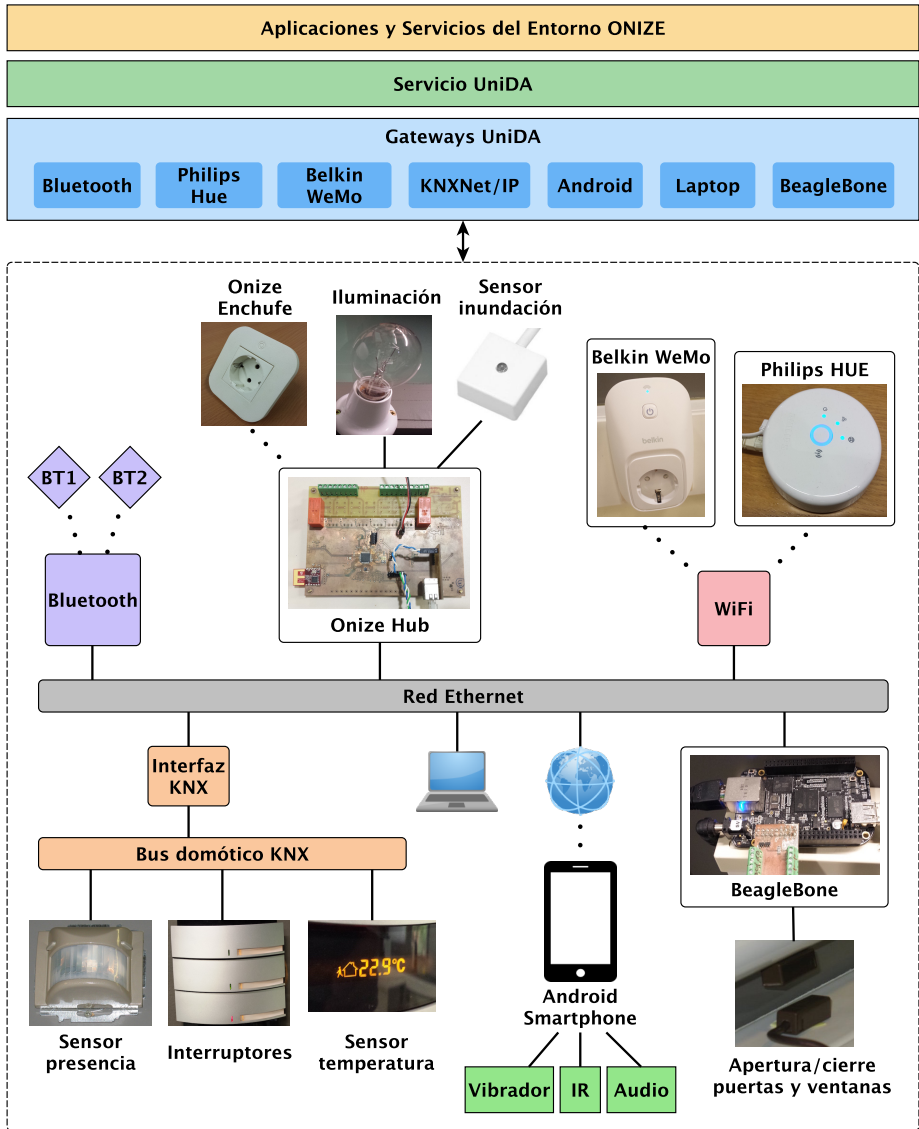 Aplicaciones y Servicios del Entorno ONIZE
Servicio UniDA
Gateways UniDA
Bluetooth
Philips
Hue
Belkin
WeMo
KNXNet/IP
Android
Laptop
BeagleBone
Onize
Enchufe
Iluminación
Sensor
inundación
Belkin WeMo
belkin
Philips HUE
BT1
BT2
Bluetooth
Onize Hub
WiFi
Red Ethernet
Interfaz
KNX
Bus domótico KNX
BeagleBone
22.9°C
Sensor
presencia
Interruptores
Sensor
temperatura
Android
Smartphone
Vibrador
IR
Audio
Apertura/cierre
puertas y ventanas